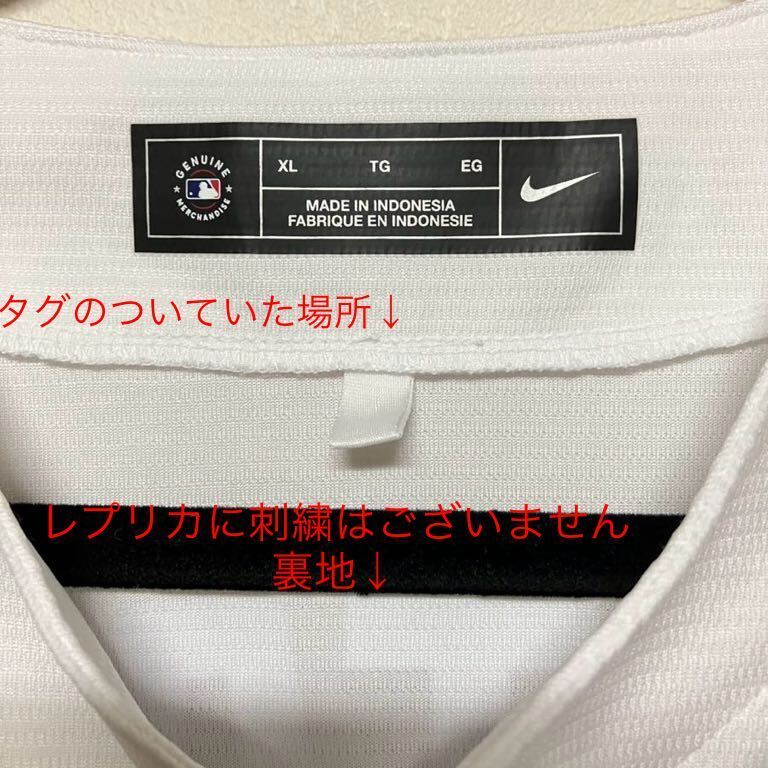 GENUINE
MERCHANDISE
XL TG EG
MADE IN INDONESIA
FABRIQUE EN INDONESIE
タグのついていた場所↓
レプリカに刺繍はございません
裏地↓